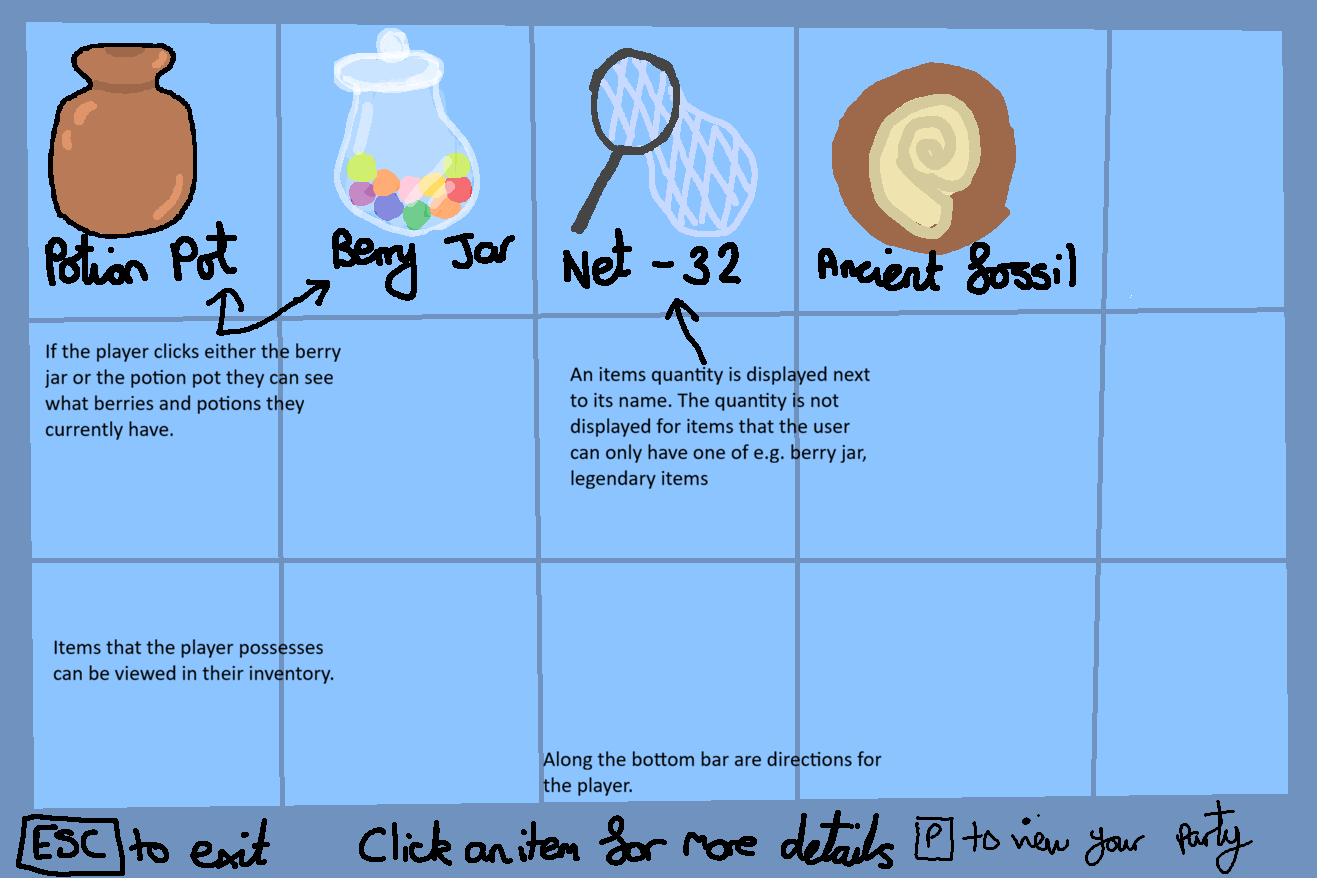 Potion Pot
Berry Jar
Net - 32
Ancient fossil
If the player clicks either the berry
jar or the potion pot they can see
what berries and potions they
currently have.
An items quantity is displayed next
to its name. The quantity is not
displayed for items that the user
can only have one of e.g. berry jar,
legendary items
Items that the player possesses
can be viewed in their inventory.
Along the bottom bar are directions for
the player.
ESC to exit
Click an item for more details
P to view your party